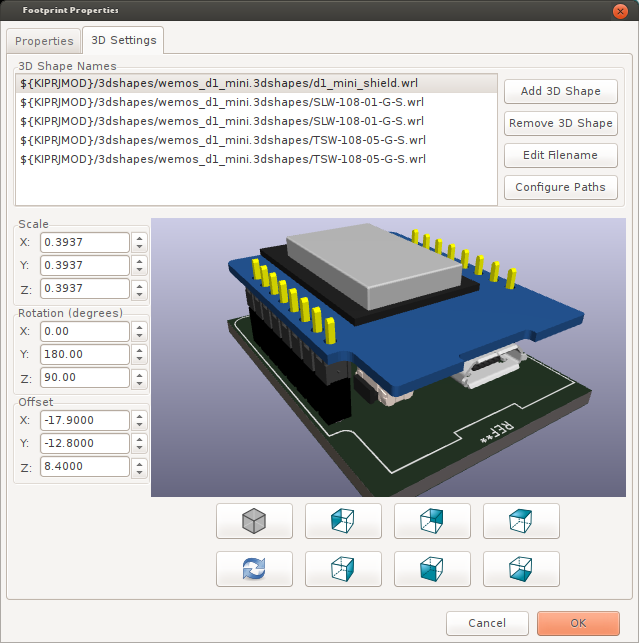 Footprint Properties
Properties
3D Settings
3D Shape Names
${KIPRJMOD}/3dshapes/wemos_d1_mini.3dshapes/d1_mini_shield.wrl
${KIPRJMOD}/3dshapes/wemos_d1_mini.3dshapes/SLW-108-01-G-S.wrl
${KIPRJMOD}/3dshapes/wemos_d1_mini.3dshapes/SLW-108-01-G-S.wrl
${KIPRJMOD}/3dshapes/wemos_d1_mini.3dshapes/TSW-108-05-G-S.wrl
${KIPRJMOD}/3dshapes/wemos_d1_mini.3dshapes/TSW-108-05-G-S.wrl
Add 3D Shape
Remove 3D Shape
Edit Filename
Configure Paths
Scale
X: 0.3937
Y: 0.3937
Z: 0.3937
Rotation (degrees)
X: 0.00
Y: 180.00
Z: 90.00
Offset
X: -17.9000
Y: -12.8000
Z: 8.4000
REF**
Cancel
OK